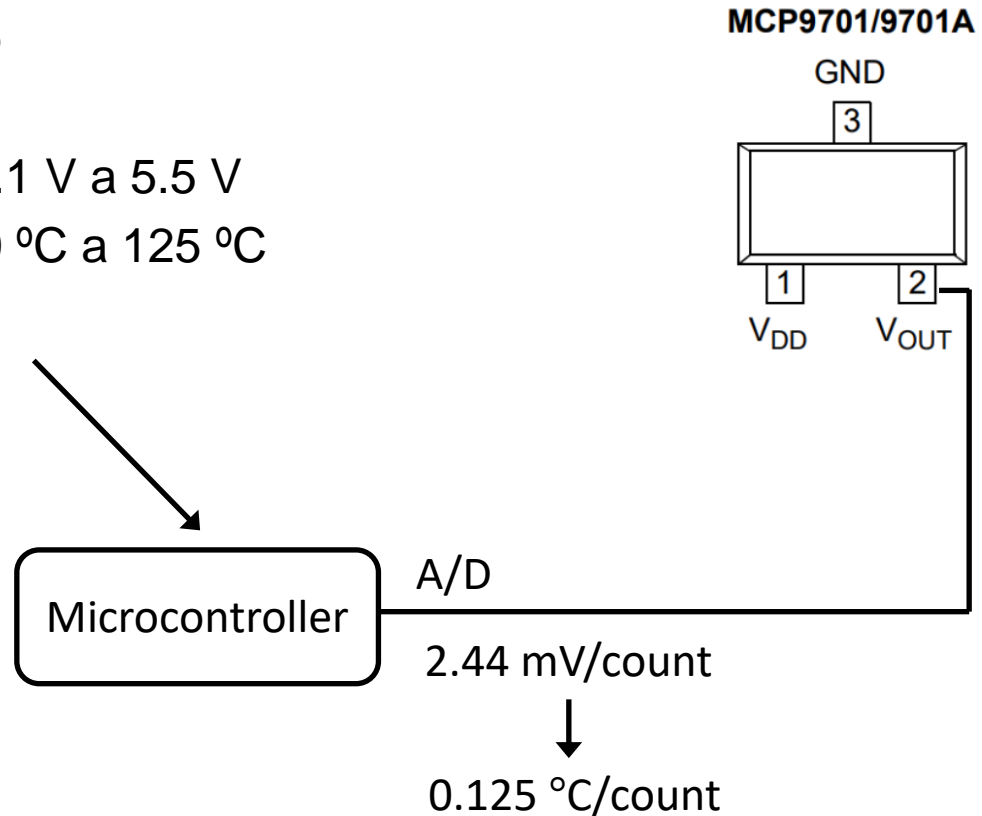 MCP9701/9701A
GND
3
.1 V a 5.5 V
ºC a 125 ºC
1
2
VDD
VOUT
A/D
Microcontroller
2.44 mV/count
0.125 °C/count